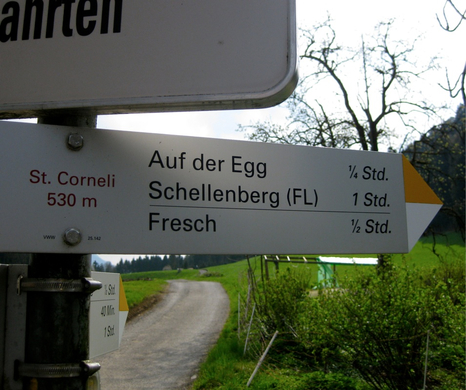 ahrten
St. Corneli
530 m
Auf der Egg ¼ Std.
Schellenberg (FL) 1 Std.
Fresch ½ Std.
40 Min.
1 Std.